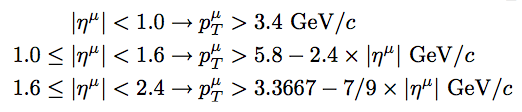 |η^μ| < 1.0 → p_T^μ > 3.4 GeV/c
1.0 ≤ |η^μ| < 1.6 → p_T^μ > 5.8 − 2.4 × |η^μ| GeV/c
1.6 ≤ |η^μ| < 2.4 → p_T^μ > 3.3667 − 7/9 × |η^μ| GeV/c